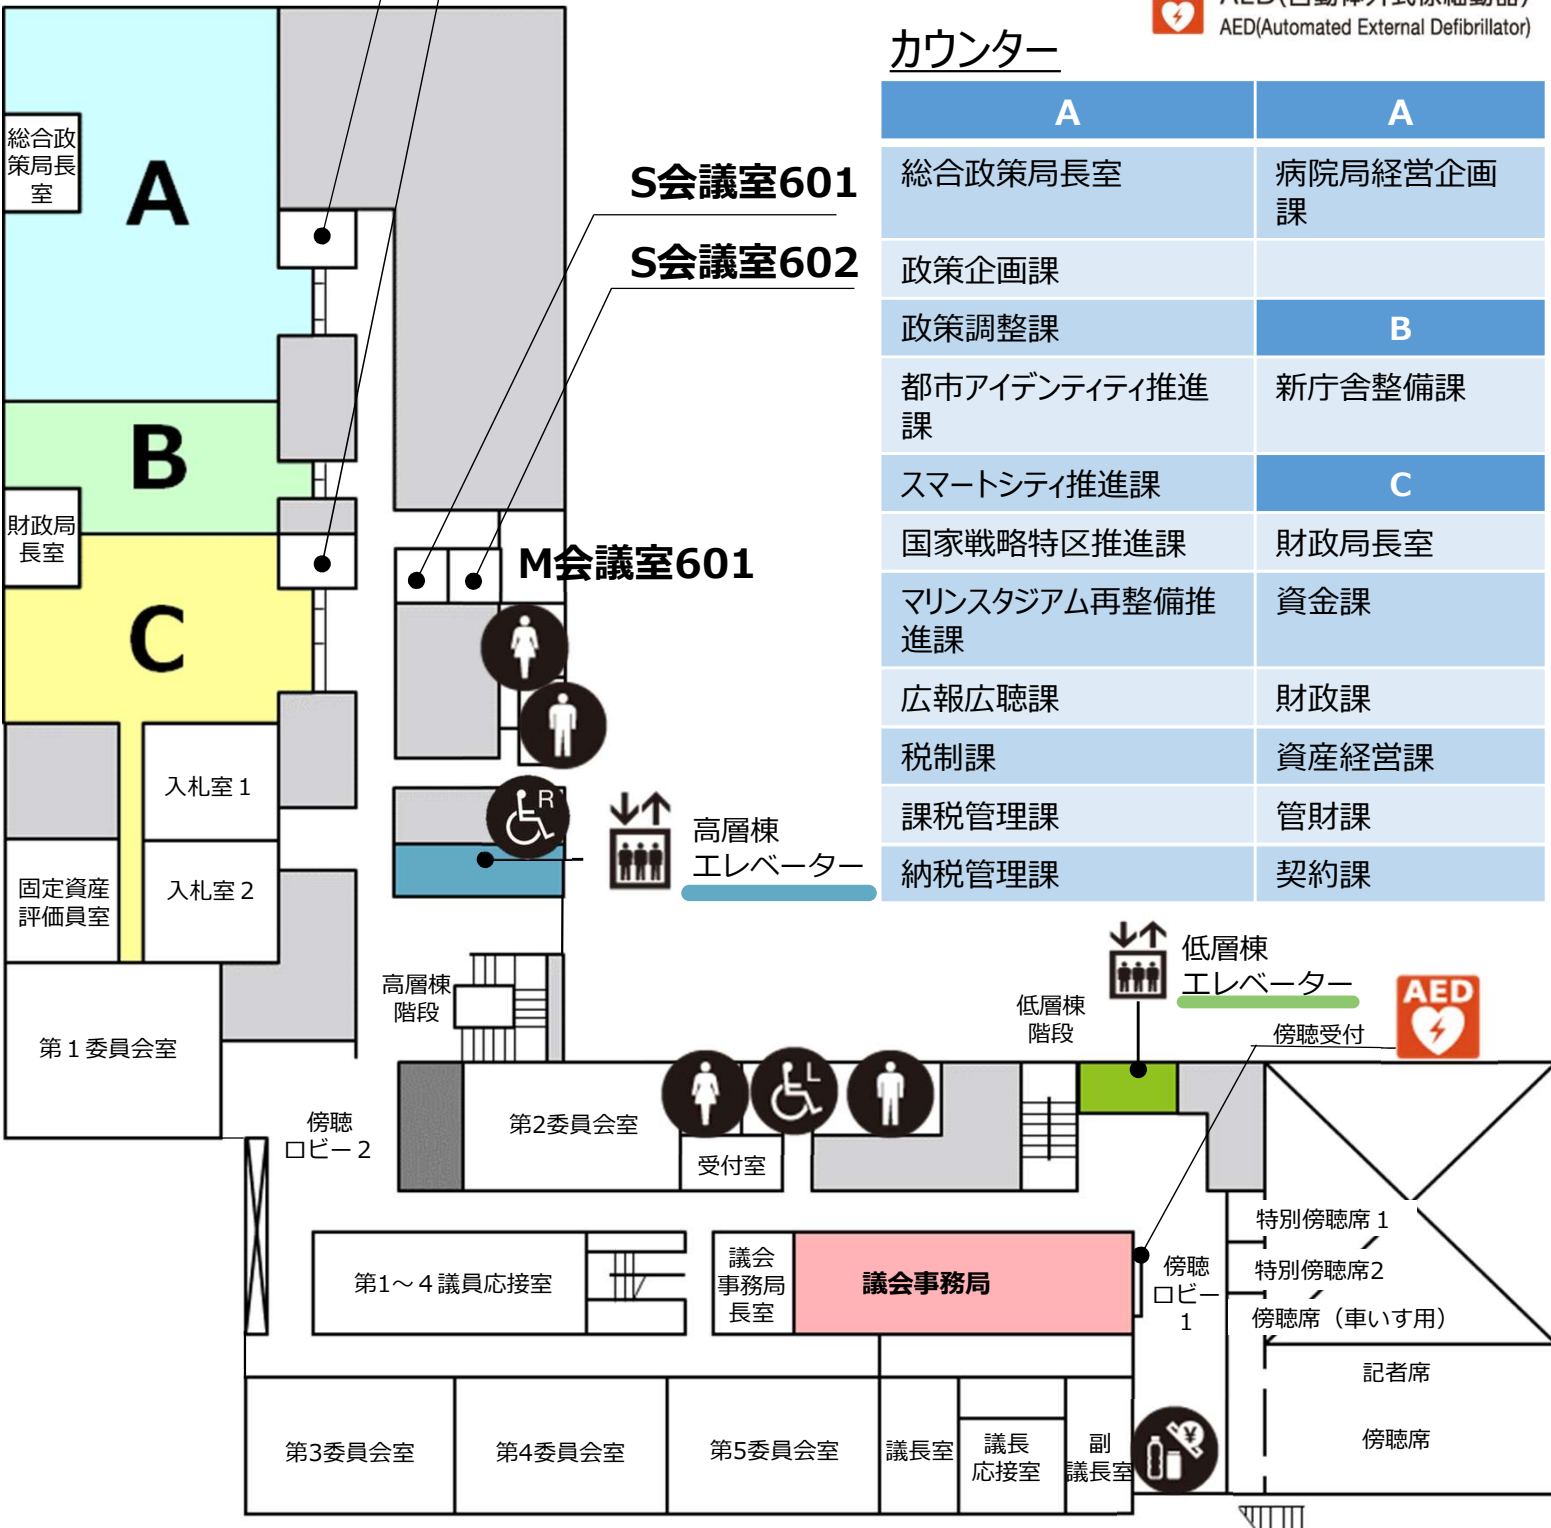 AED(自動体外式除細動器)
AED(Automated External Defibrillator)
カウンター
A
A
総合政策局長室
病院局経営企画
課
政策企画課
政策調整課
B
都市アイデンティティ推進
課
新庁舎整備課
スマートシティ推進課
C
国家戦略特区推進課
財政局長室
マリンスタジアム再整備推
進課
資金課
広報広聴課
財政課
税制課
資産経営課
課税管理課
管財課
納税管理課
契約課
総合政
策局長
室
A
S会議室601
S会議室602
B
財政局
長室
M会議室601
C
入札室1
R
高層棟
エレベーター
固定資産
評価員室
入札室2
低層棟
エレベーター
高層棟
階段
低層棟
階段
AED
傍聴受付
第1委員会室
傍聴
ロビー2
第2委員会室
L
受付室
特別傍聴席1
特別傍聴席2
傍聴席（車いす用）
第1～4議員応接室
議会
事務局
長室
議会事務局
傍聴
ロビー
1
記者席
傍聴席
第3委員会室
第4委員会室
第5委員会室
議長室
議長
応接室
副
議長室
¥